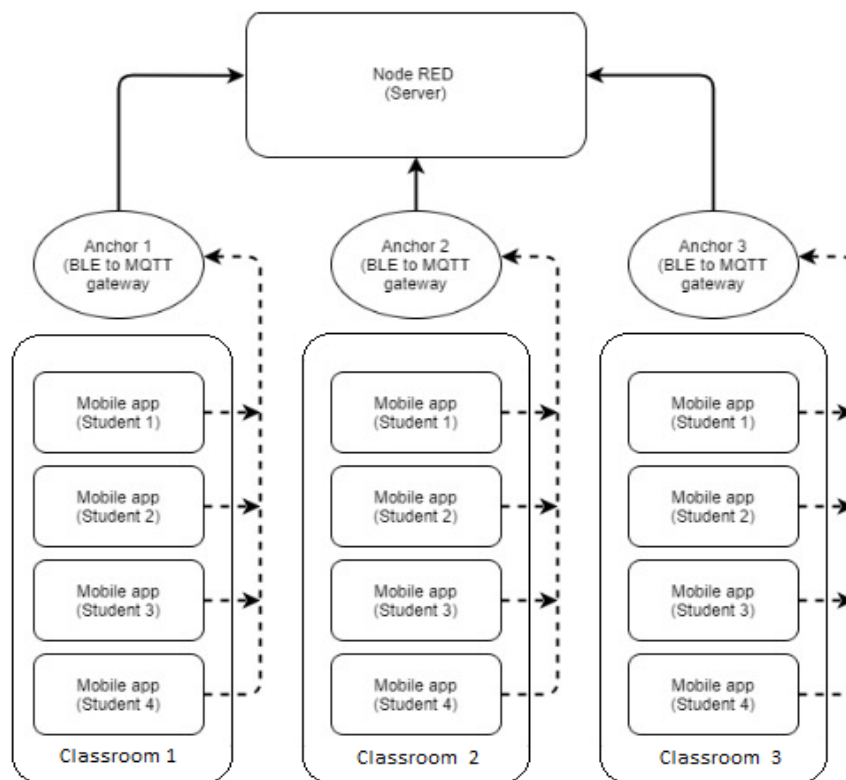 Node RED
(Server)
Anchor 1
(BLE to MQTT
gateway
Anchor 2
(BLE to MQTT
gateway
Anchor 3
(BLE to MQTT
gateway
Mobile app
(Student 1)
Mobile app
(Student 2)
Mobile app
(Student 3)
Mobile app
(Student 4)
Classroom 1
Mobile app
(Student 1)
Mobile app
(Student 2)
Mobile app
(Student 3)
Mobile app
(Student 4)
Classroom 2
Mobile app
(Student 1)
Mobile app
(Student 2)
Mobile app
(Student 3)
Mobile app
(Student 4)
Classroom 3